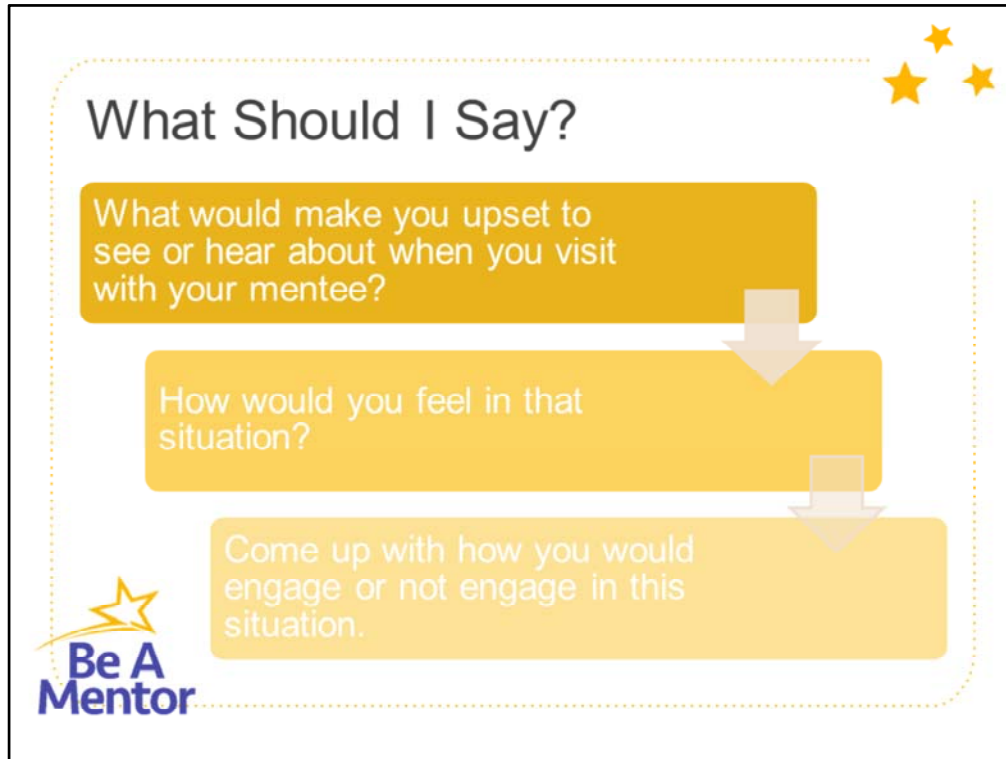 What Should I Say?
What would make you upset to
see or hear about when you visit
with your mentee?
How would you feel in that
situation?
Come up with how you would
engage or not engage in this
situation.
Be A
Mentor